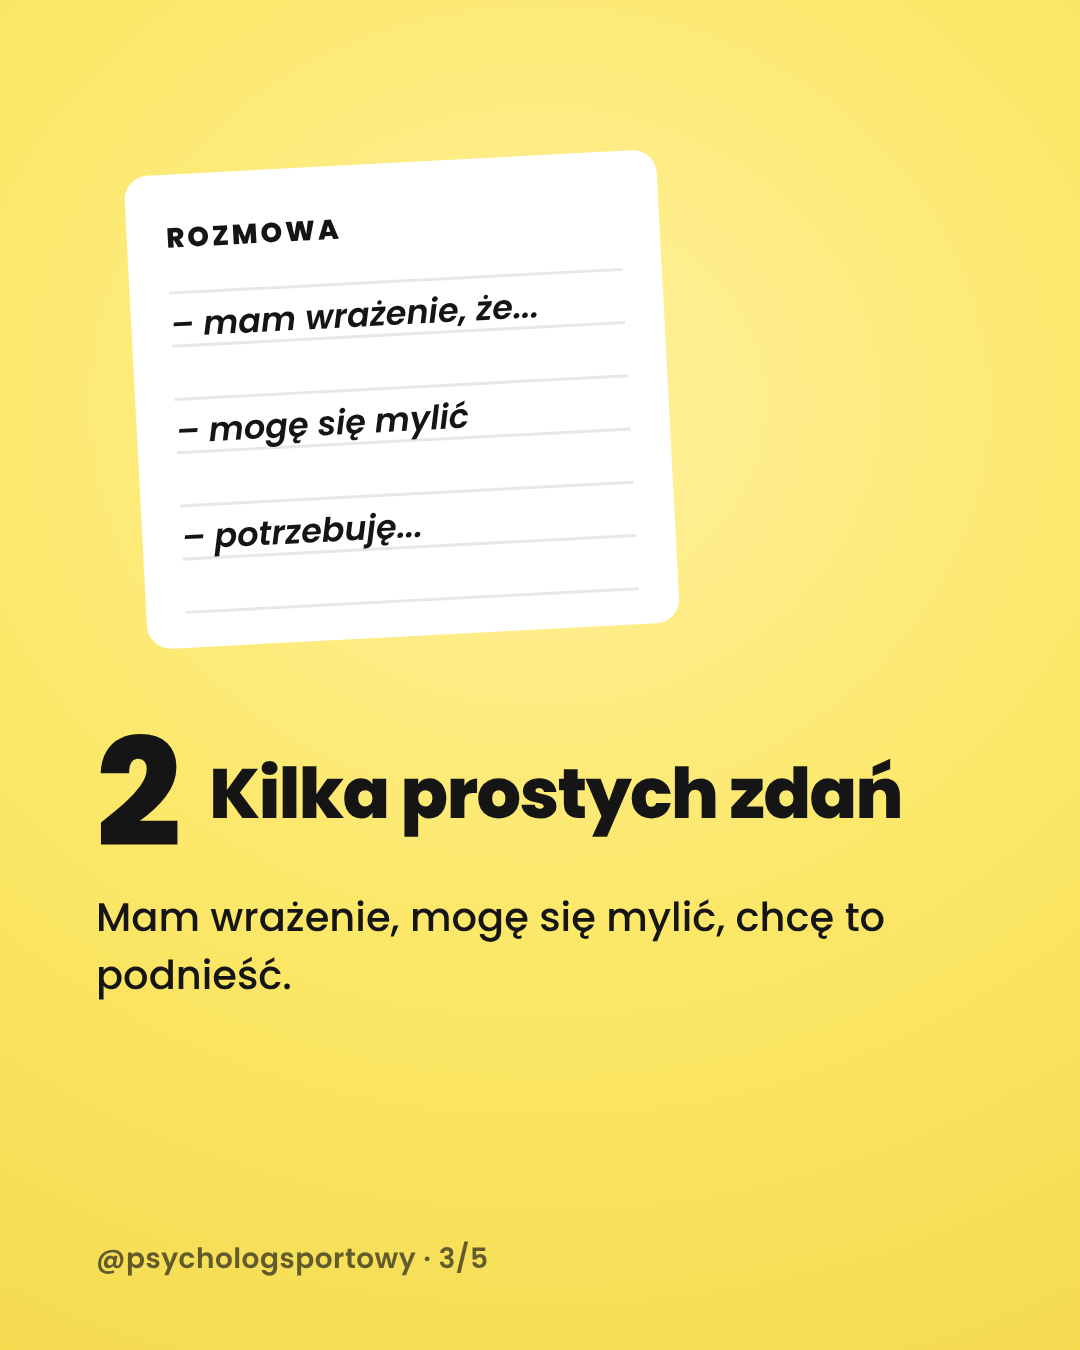 ROZMOWA
– mam wrażenie, że...
– mogę się mylić
– potrzebuję...
2 Kilka prostych zdań
Mam wrażenie, mogę się mylić, chcę to
podnieść.
@psychologsportowy · 3/5